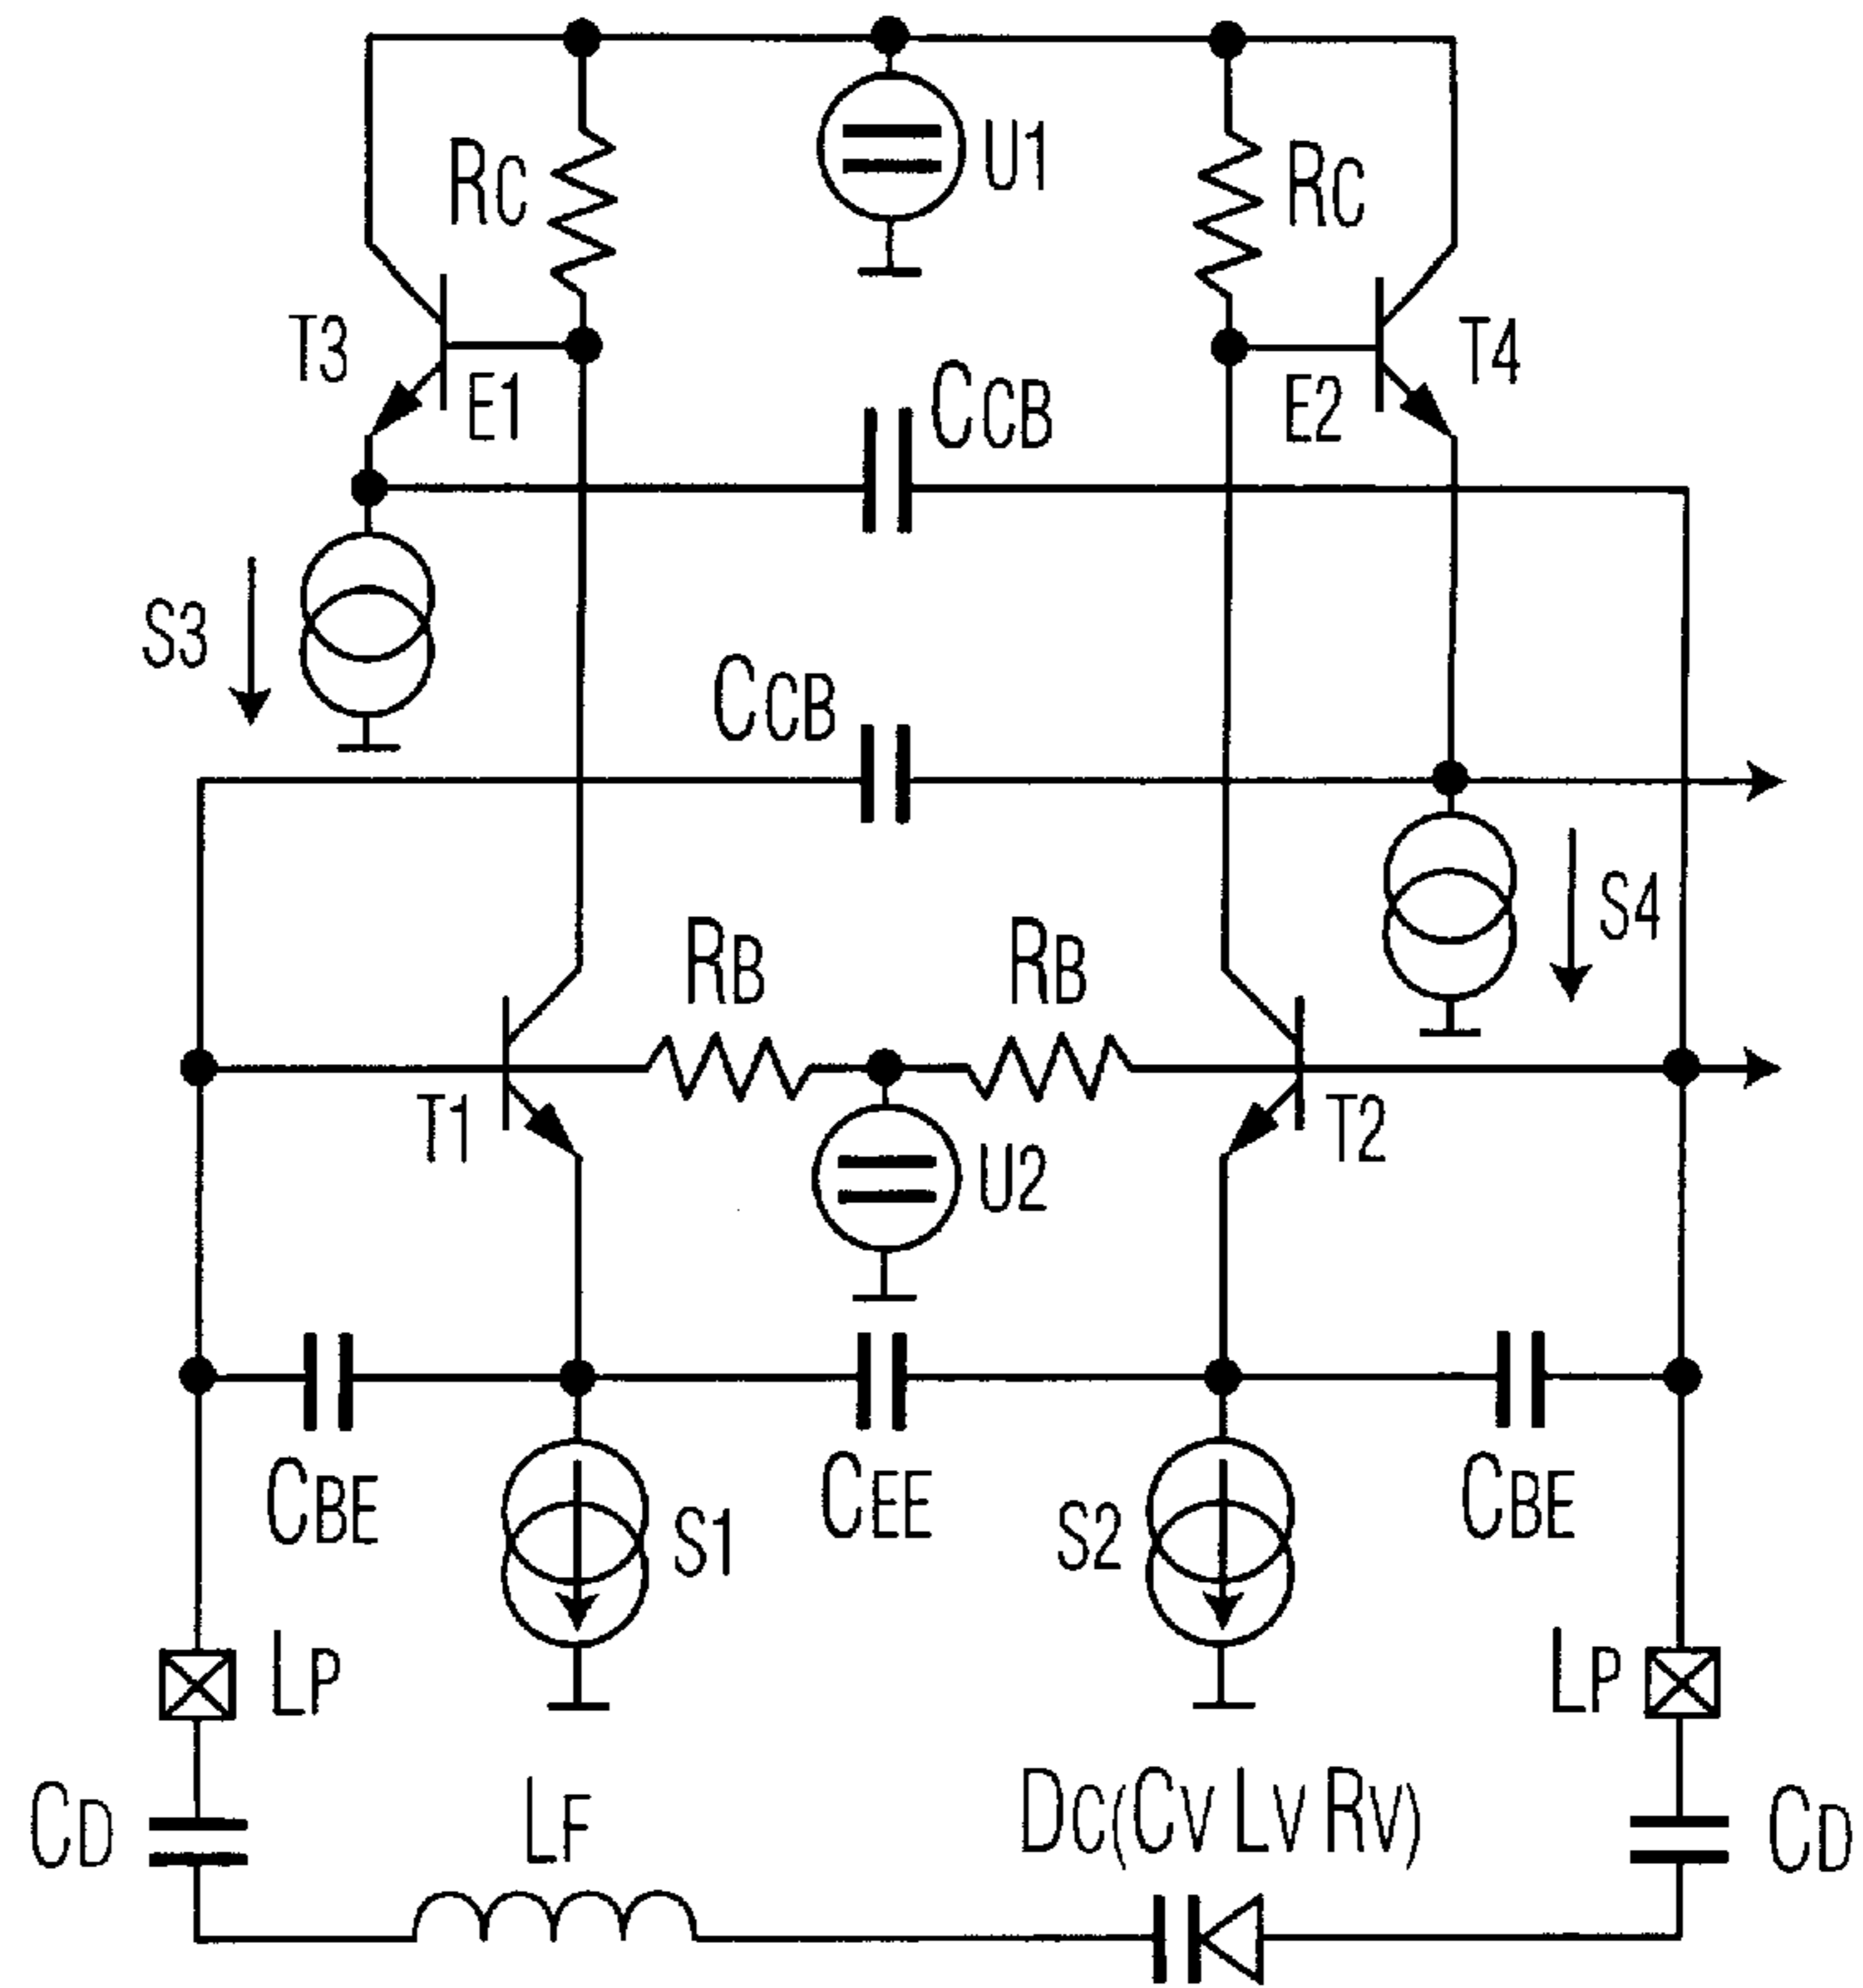 RC
U1
RC
T3
E1
E2
T4
CCB
S3
CCB
S4
RB
RB
T1
U2
T2
CBE
S1
CEE
S2
CBE
LP
LP
CD
LF
DC(CV LV RV)
CD